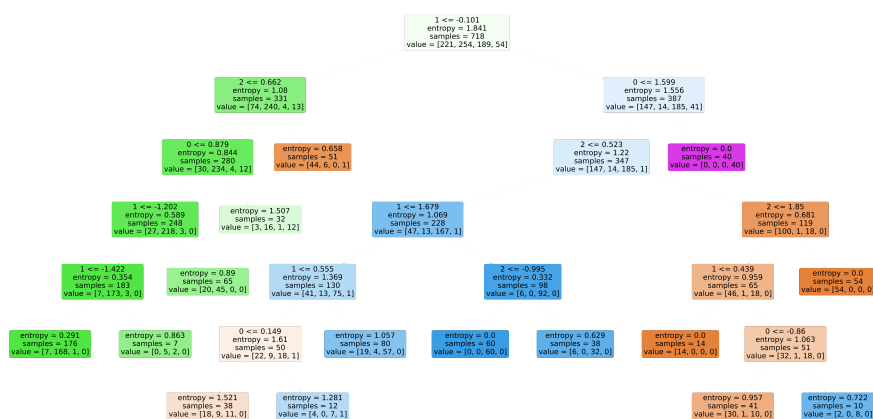 1 <= -0.101
entropy = 1.841
samples = 718
value = [221, 254, 189, 54]
2 <= 0.662
entropy = 1.08
samples = 331
value = [74, 240, 4, 13]
0 <= 1.599
entropy = 1.556
samples = 387
value = [147, 14, 185, 41]
0 <= 0.879
entropy = 0.844
samples = 280
value = [30, 234, 4, 12]
entropy = 0.658
samples = 51
value = [44, 6, 0, 1]
2 <= 0.523
entropy = 1.22
samples = 347
value = [147, 14, 185, 1]
entropy = 0.0
samples = 40
value = [0, 0, 0, 40]
1 <= -1.202
entropy = 0.589
samples = 248
value = [27, 218, 3, 0]
entropy = 1.507
samples = 32
value = [3, 16, 1, 12]
1 <= 1.679
entropy = 1.069
samples = 228
value = [47, 13, 167, 1]
2 <= 1.85
entropy = 0.681
samples = 119
value = [100, 1, 18, 0]
1 <= -1.422
entropy = 0.354
samples = 183
value = [7, 173, 3, 0]
entropy = 0.89
samples = 65
value = [20, 45, 0, 0]
1 <= 0.555
entropy = 1.369
samples = 130
value = [41, 13, 75, 1]
2 <= -0.995
entropy = 0.332
samples = 98
value = [6, 0, 92, 0]
1 <= 0.439
entropy = 0.959
samples = 65
value = [46, 1, 18, 0]
entropy = 0.0
samples = 54
value = [54, 0, 0, 0]
entropy = 0.291
samples = 176
value = [7, 168, 1, 0]
entropy = 0.863
samples = 7
value = [0, 5, 2, 0]
0 <= 0.149
entropy = 1.61
samples = 50
value = [22, 9, 18, 1]
entropy = 1.057
samples = 80
value = [19, 4, 57, 0]
entropy = 0.0
samples = 60
value = [0, 0, 60, 0]
entropy = 0.629
samples = 38
value = [6, 0, 32, 0]
entropy = 0.0
samples = 14
value = [14, 0, 0, 0]
0 <= -0.86
entropy = 1.063
samples = 51
value = [32, 1, 18, 0]
entropy = 1.521
samples = 38
value = [18, 9, 11, 0]
entropy = 1.281
samples = 12
value = [4, 0, 7, 1]
entropy = 0.957
samples = 41
value = [30, 1, 10, 0]
entropy = 0.722
samples = 10
value = [2, 0, 8, 0]